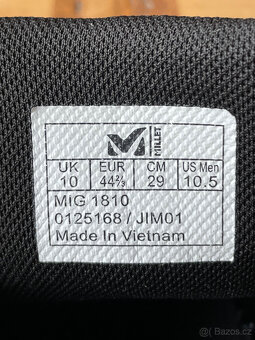 MILLET
UK EUR CM US Men
10 44⅔ 29 10.5
MIG 1810
0125168 / JIM01
Made In Vietnam
© Bazos.cz